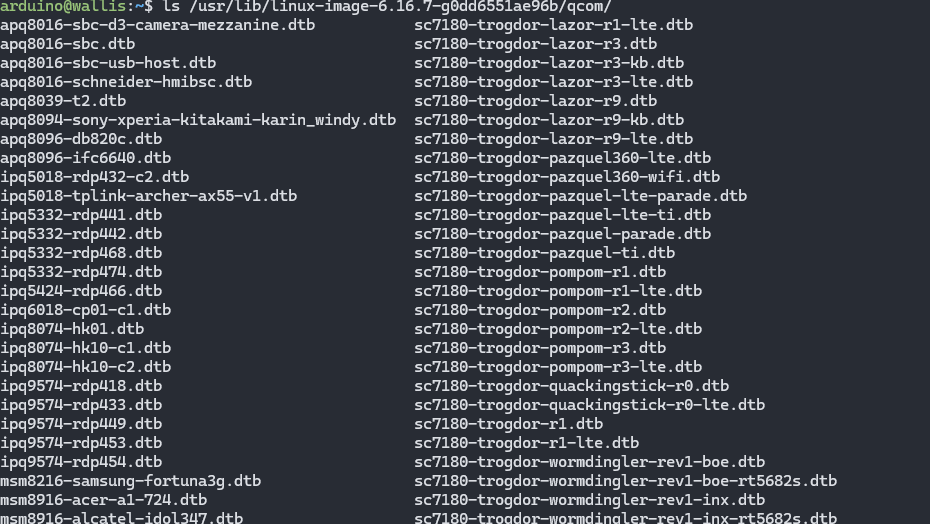 arduino@wallis:~$ ls /usr/lib/linux-image-6.16.7-g0dd6551ae96b/qcom/
apq8016-sbc-d3-camera-mezzanine.dtb sc7180-trogdor-lazor-r1-lte.dtb
apq8016-sbc.dtb sc7180-trogdor-lazor-r3.dtb
apq8016-sbc-usb-host.dtb sc7180-trogdor-lazor-r3-kb.dtb
apq8016-schneider-hmibsc.dtb sc7180-trogdor-lazor-r3-lte.dtb
apq8039-t2.dtb sc7180-trogdor-lazor-r9.dtb
apq8094-sony-xperia-kitakami-karin_windy.dtb sc7180-trogdor-lazor-r9-kb.dtb
apq8096-db820c.dtb sc7180-trogdor-lazor-r9-lte.dtb
apq8096-ifc6640.dtb sc7180-trogdor-pazquel360-lte.dtb
ipq5018-rdp432-c2.dtb sc7180-trogdor-pazquel360-wifi.dtb
ipq5018-tplink-archer-ax55-v1.dtb sc7180-trogdor-pazquel-lte-parade.dtb
ipq5332-rdp441.dtb sc7180-trogdor-pazquel-lte-ti.dtb
ipq5332-rdp442.dtb sc7180-trogdor-pazquel-parade.dtb
ipq5332-rdp468.dtb sc7180-trogdor-pazquel-ti.dtb
ipq5332-rdp474.dtb sc7180-trogdor-pompom-r1.dtb
ipq5424-rdp466.dtb sc7180-trogdor-pompom-r1-lte.dtb
ipq6018-cp01-c1.dtb sc7180-trogdor-pompom-r2.dtb
ipq8074-hk01.dtb sc7180-trogdor-pompom-r2-lte.dtb
ipq8074-hk10-c1.dtb sc7180-trogdor-pompom-r3.dtb
ipq8074-hk10-c2.dtb sc7180-trogdor-pompom-r3-lte.dtb
ipq9574-rdp418.dtb sc7180-trogdor-quackingstick-r0.dtb
ipq9574-rdp433.dtb sc7180-trogdor-quackingstick-r0-lte.dtb
ipq9574-rdp449.dtb sc7180-trogdor-r1.dtb
ipq9574-rdp453.dtb sc7180-trogdor-r1-lte.dtb
ipq9574-rdp454.dtb sc7180-trogdor-wormdingler-rev1-boe.dtb
msm8216-samsung-fortuna3g.dtb sc7180-trogdor-wormdingler-rev1-boe-rt5682s.dtb
msm8916-acer-a1-724.dtb sc7180-trogdor-wormdingler-rev1-inx.dtb
msm8916-alcatel-idol347.dtb sc7180-trogdor-wormdingler-rev1-inx-rt5682s.dtb